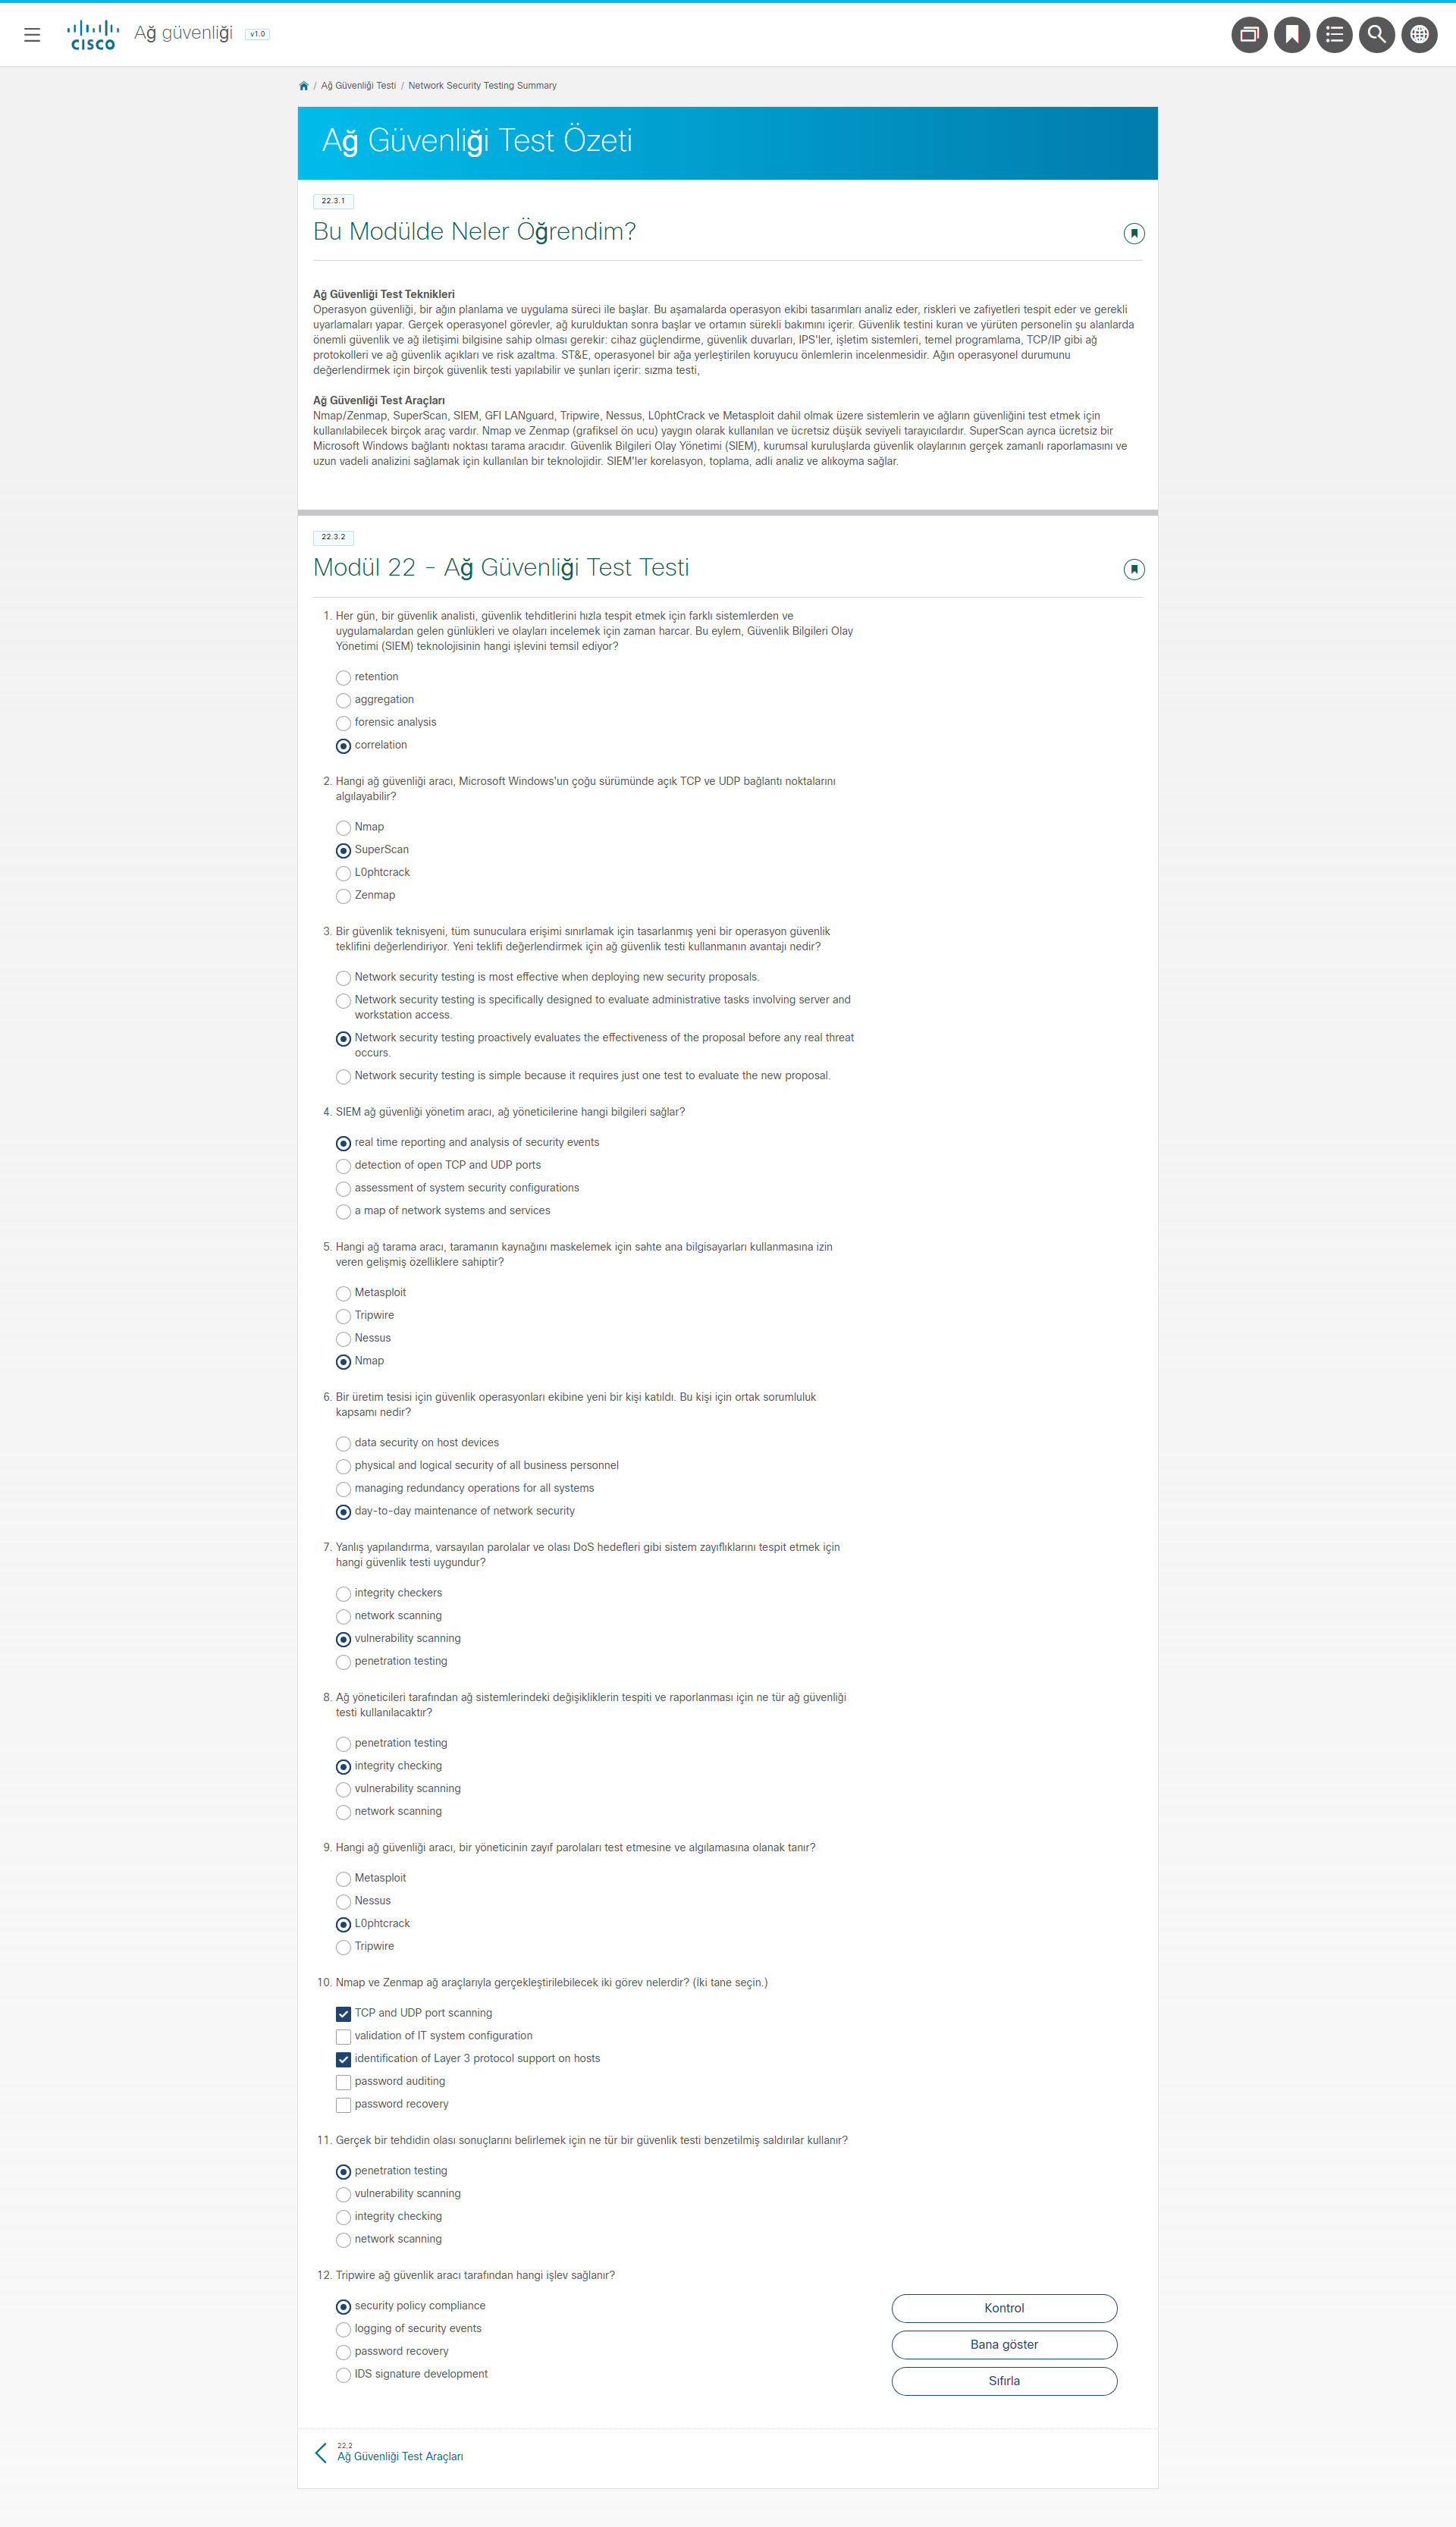 CISCO
Ağ güvenliği
v1.0
/ Ağ Güvenliği Testi / Network Security Testing Summary
Ağ Güvenliği Test Özeti
22.3.1
Bu Modülde Neler Öğrendim?
Ağ Güvenliği Test Teknikleri
Operasyon güvenliği, bir ağın planlama ve uygulama süreci ile başlar. Bu aşamalarda operasyon ekibi tasarımları analiz eder, riskleri ve zafiyetleri tespit eder ve gerekli
uyarlamaları yapar. Gerçek operasyonel görevler, ağ kurulduktan sonra başlar ve ortamın sürekli bakımını içerir. Güvenlik testini kuran ve yürüten personelin şu alanlarda
önemli güvenlik ve ağ iletişimi bilgisine sahip olması gerekir: cihaz güçlendirme, güvenlik duvarları, IPS'ler, işletim sistemleri, temel programlama, TCP/IP gibi ağ
protokolleri ve ağ güvenlik açıkları ve risk azaltma. ST&E, operasyonel bir ağa yerleştirilen koruyucu önlemlerin incelenmesidir. Ağın operasyonel durumunu
değerlendirmek için birçok güvenlik testi yapılabilir ve şunları içerir: sızma testi,
Ağ Güvenliği Test Araçları
Nmap/Zenmap, SuperScan, SIEM, GFI LANguard, Tripwire, Nessus, L0phtCrack ve Metasploit dahil olmak üzere sistemlerin ve ağların güvenliğini test etmek için
kullanılabilecek birçok araç vardır. Nmap ve Zenmap (grafiksel ön ucu) yaygın olarak kullanılan ve ücretsiz düşük seviyeli tarayıcılardır. SuperScan ayrıca ücretsiz bir
Microsoft Windows bağlantı noktası tarama aracıdır. Güvenlik Bilgileri Olay Yönetimi (SIEM), kurumsal kuruluşlarda güvenlik olaylarının gerçek zamanlı raporlamasını ve
uzun vadeli analizini sağlamak için kullanılan bir teknolojidir. SIEM'ler korelasyon, toplama, adli analiz ve alıkoyma sağlar.
22.3.2
Modül 22 - Ağ Güvenliği Test Testi
1. Her gün, bir güvenlik analisti, güvenlik tehditlerini hızla tespit etmek için farklı sistemlerden ve
uygulamalardan gelen günlükleri ve olayları incelemek için zaman harcar. Bu eylem, Güvenlik Bilgileri Olay
Yönetimi (SIEM) teknolojisinin hangi işlevini temsil ediyor?
retention
aggregation
forensic analysis
correlation
2. Hangi ağ güvenliği aracı, Microsoft Windows'un çoğu sürümünde açık TCP ve UDP bağlantı noktalarını
algılayabilir?
Nmap
SuperScan
L0phtcrack
Zenmap
3. Bir güvenlik teknisyeni, tüm sunuculara erişimi sınırlamak için tasarlanmış yeni bir operasyon güvenlik
teklifini değerlendiriyor. Yeni teklifi değerlendirmek için ağ güvenlik testi kullanmanın avantajı nedir?
Network security testing is most effective when deploying new security proposals.
Network security testing is specifically designed to evaluate administrative tasks involving server and
workstation access.
Network security testing proactively evaluates the effectiveness of the proposal before any real threat
occurs.
Network security testing is simple because it requires just one test to evaluate the new proposal.
4. SIEM ağ güvenliği yönetim aracı, ağ yöneticilerine hangi bilgileri sağlar?
real time reporting and analysis of security events
detection of open TCP and UDP ports
assessment of system security configurations
a map of network systems and services
5. Hangi ağ tarama aracı, taramanın kaynağını maskelemek için sahte ana bilgisayarları kullanmasına izin
veren gelişmiş özelliklere sahiptir?
Metasploit
Tripwire
Nessus
Nmap
6. Bir üretim tesisi için güvenlik operasyonları ekibine yeni bir kişi katıldı. Bu kişi için ortak sorumluluk
kapsamı nedir?
data security on host devices
physical and logical security of all business personnel
managing redundancy operations for all systems
day-to-day maintenance of network security
7. Yanlış yapılandırma, varsayılan parolalar ve olası DoS hedefleri gibi sistem zayıflıklarını tespit etmek için
hangi güvenlik testi uygundur?
integrity checkers
network scanning
vulnerability scanning
penetration testing
8. Ağ yöneticileri tarafından ağ sistemlerindeki değişikliklerin tespiti ve raporlanması için ne tür ağ güvenliği
testi kullanılacaktır?
penetration testing
integrity checking
vulnerability scanning
network scanning
9. Hangi ağ güvenliği aracı, bir yöneticinin zayıf parolaları test etmesine ve algılamasına olanak tanır?
Metasploit
Nessus
L0phtcrack
Tripwire
10. Nmap ve Zenmap ağ araçlarıyla gerçekleştirilebilecek iki görev nelerdir? (İki tane seçin.)
TCP and UDP port scanning
validation of IT system configuration
identification of Layer 3 protocol support on hosts
password auditing
password recovery
11. Gerçek bir tehdidin olası sonuçlarını belirlemek için ne tür bir güvenlik testi benzetilmiş saldırılar kullanır?
penetration testing
vulnerability scanning
integrity checking
network scanning
12. Tripwire ağ güvenlik aracı tarafından hangi işlev sağlanır?
security policy compliance
logging of security events
password recovery
IDS signature development
Kontrol
Bana göster
Sıfırla
22.2
Ağ Güvenliği Test Araçları